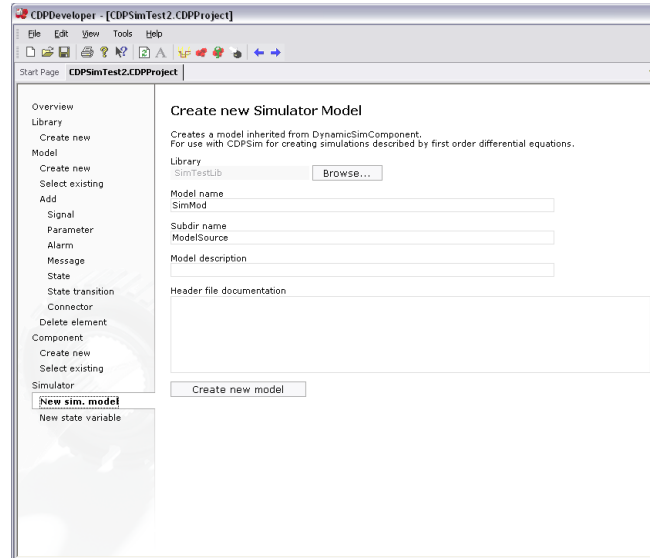 CDPDeveloper - [CDPSimTest2.CDPProject]
File Edit View Tools Help
Start Page CDPSimTest2.CDPProject
Overview
Library
Create new
Model
Create new
Select existing
Add
Signal
Parameter
Alarm
Message
State
State transition
Connector
Delete element
Component
Create new
Select existing
Simulator
New sim. model
New state variable
Create new Simulator Model
Creates a model inherited from DynamicSimComponent.
For use with CDPSim for creating simulations described by first order differential equations.
Library
SimTestLib Browse...
Model name
SimMod
Subdir name
ModelSource
Model description
Header file documentation
Create new model